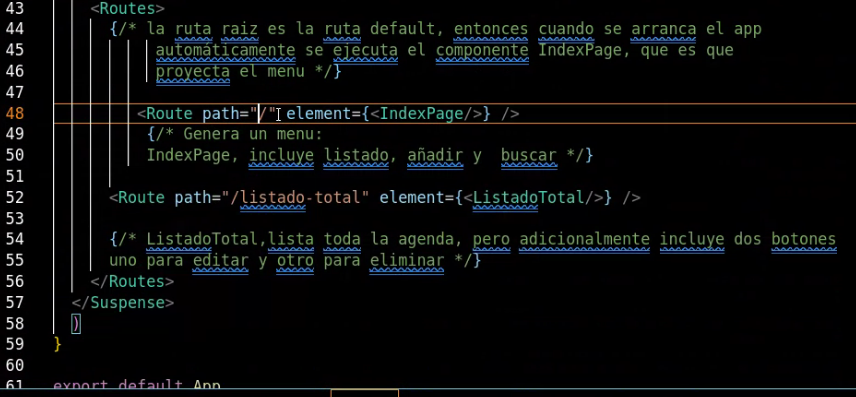 43 <Routes>
44 {/* la ruta raiz es la ruta default, entonces cuando se arranca el app
45 automáticamente se ejecuta el componente IndexPage, que es que
46 proyecta el menu */}
47
48 <Route path="/" element={<IndexPage/>} />
49 {/* Genera un menu:
50 IndexPage, incluye listado, añadir y  buscar */}
51
52 <Route path="/listado-total" element={<ListadoTotal/>} />
53
54 {/* ListadoTotal,lista toda la agenda, pero adicionalmente incluye dos botones
55 uno para editar y otro para eliminar */}
56 </Routes>
57 </Suspense>
58 )
59 }
60
61 export default App